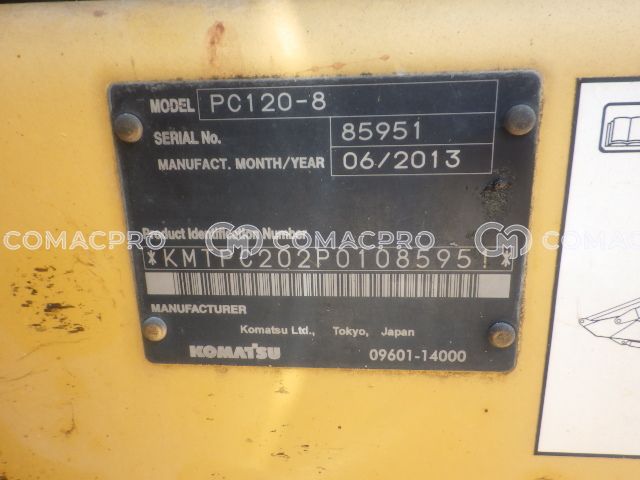 MODEL PC120-8
SERIAL No. 85951
MANUFACT. MONTH/YEAR 06/2013
Product Identification Number
COMACPRO COMACPRO COMACP
*KMTPC202P01085951*
MANUFACTURER
Komatsu Ltd., Tokyo, Japan
KOMATSU 09601-14000